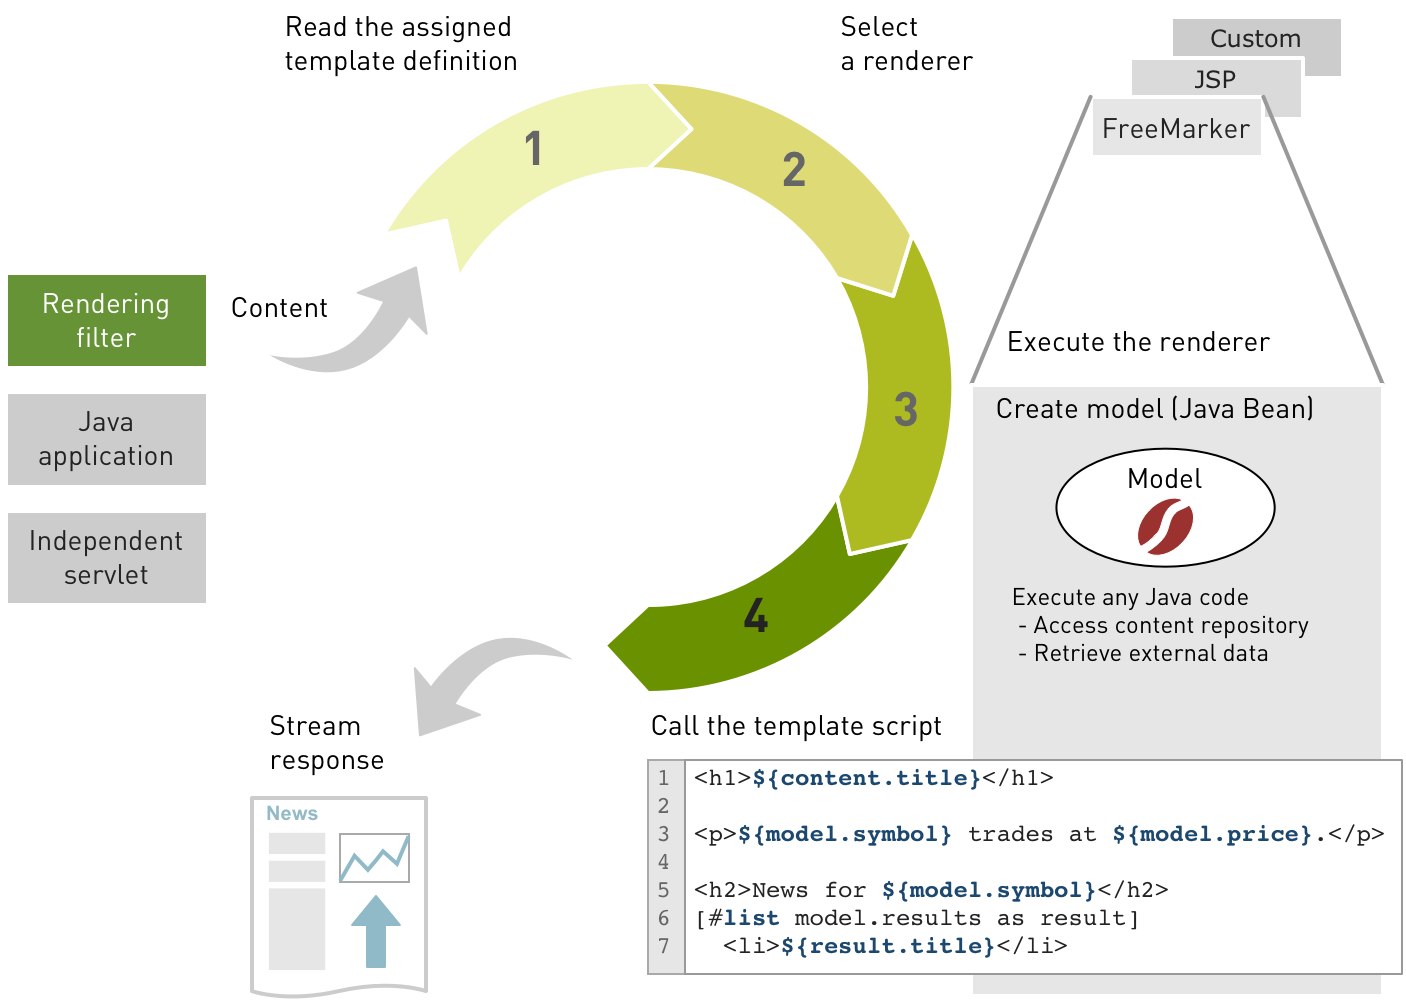 Read the assigned
template definition
Select
a renderer
Custom
JSP
FreeMarker
1
2
3
4
Rendering
filter
Content
Java
application
Independent
servlet
Execute the renderer
Create model (Java Bean)
Model
Execute any Java code
- Access content repository
- Retrieve external data
Stream
response
News
Call the template script
1 <h1>${content.title}</h1>
2
3 <p>${model.symbol} trades at ${model.price}.</p>
4
5 <h2>News for ${model.symbol}</h2>
6 [#list model.results as result]
7   <li>${result.title}</li>